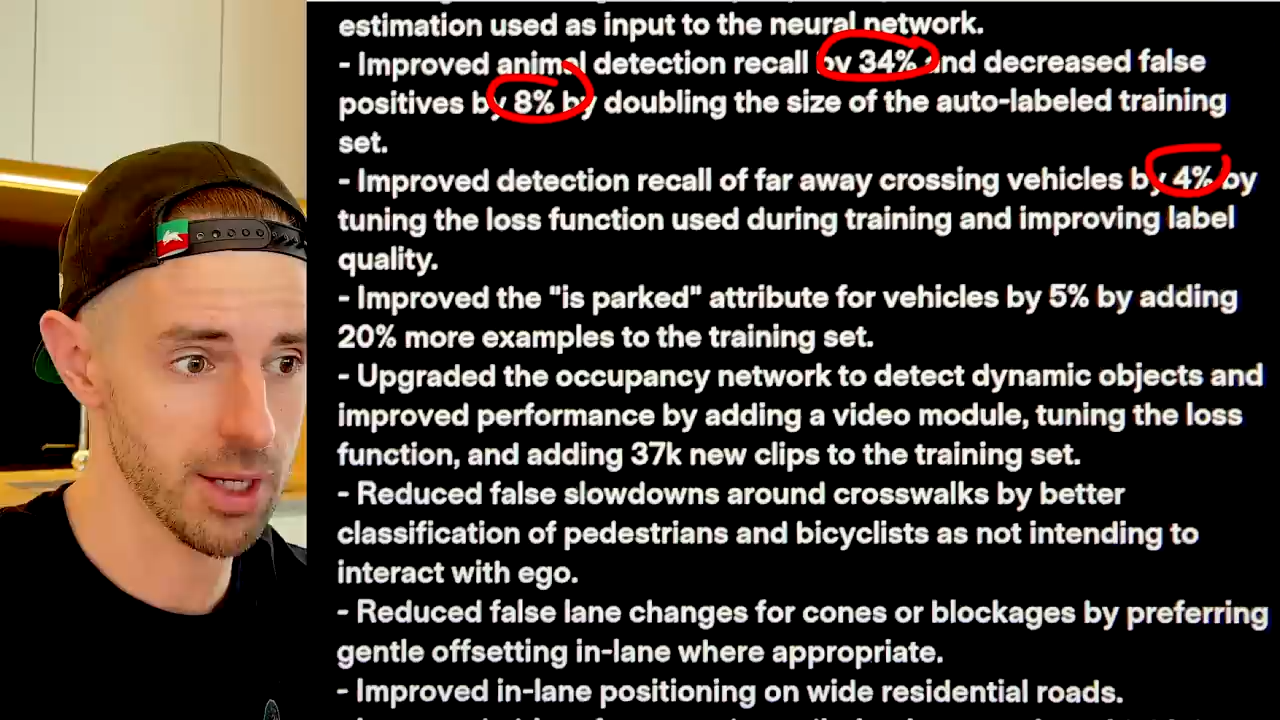 estimation used as input to the neural network.
- Improved animal detection recall by 34% and decreased false
positives by 8% by doubling the size of the auto-labeled training
set.
- Improved detection recall of far away crossing vehicles by 4% by
tuning the loss function used during training and improving label
quality.
- Improved the "is parked" attribute for vehicles by 5% by adding
20% more examples to the training set.
- Upgraded the occupancy network to detect dynamic objects and
improved performance by adding a video module, tuning the loss
function, and adding 37k new clips to the training set.
- Reduced false slowdowns around crosswalks by better
classification of pedestrians and bicyclists as not intending to
interact with ego.
- Reduced false lane changes for cones or blockages by preferring
gentle offsetting in-lane where appropriate.
- Improved in-lane positioning on wide residential roads.